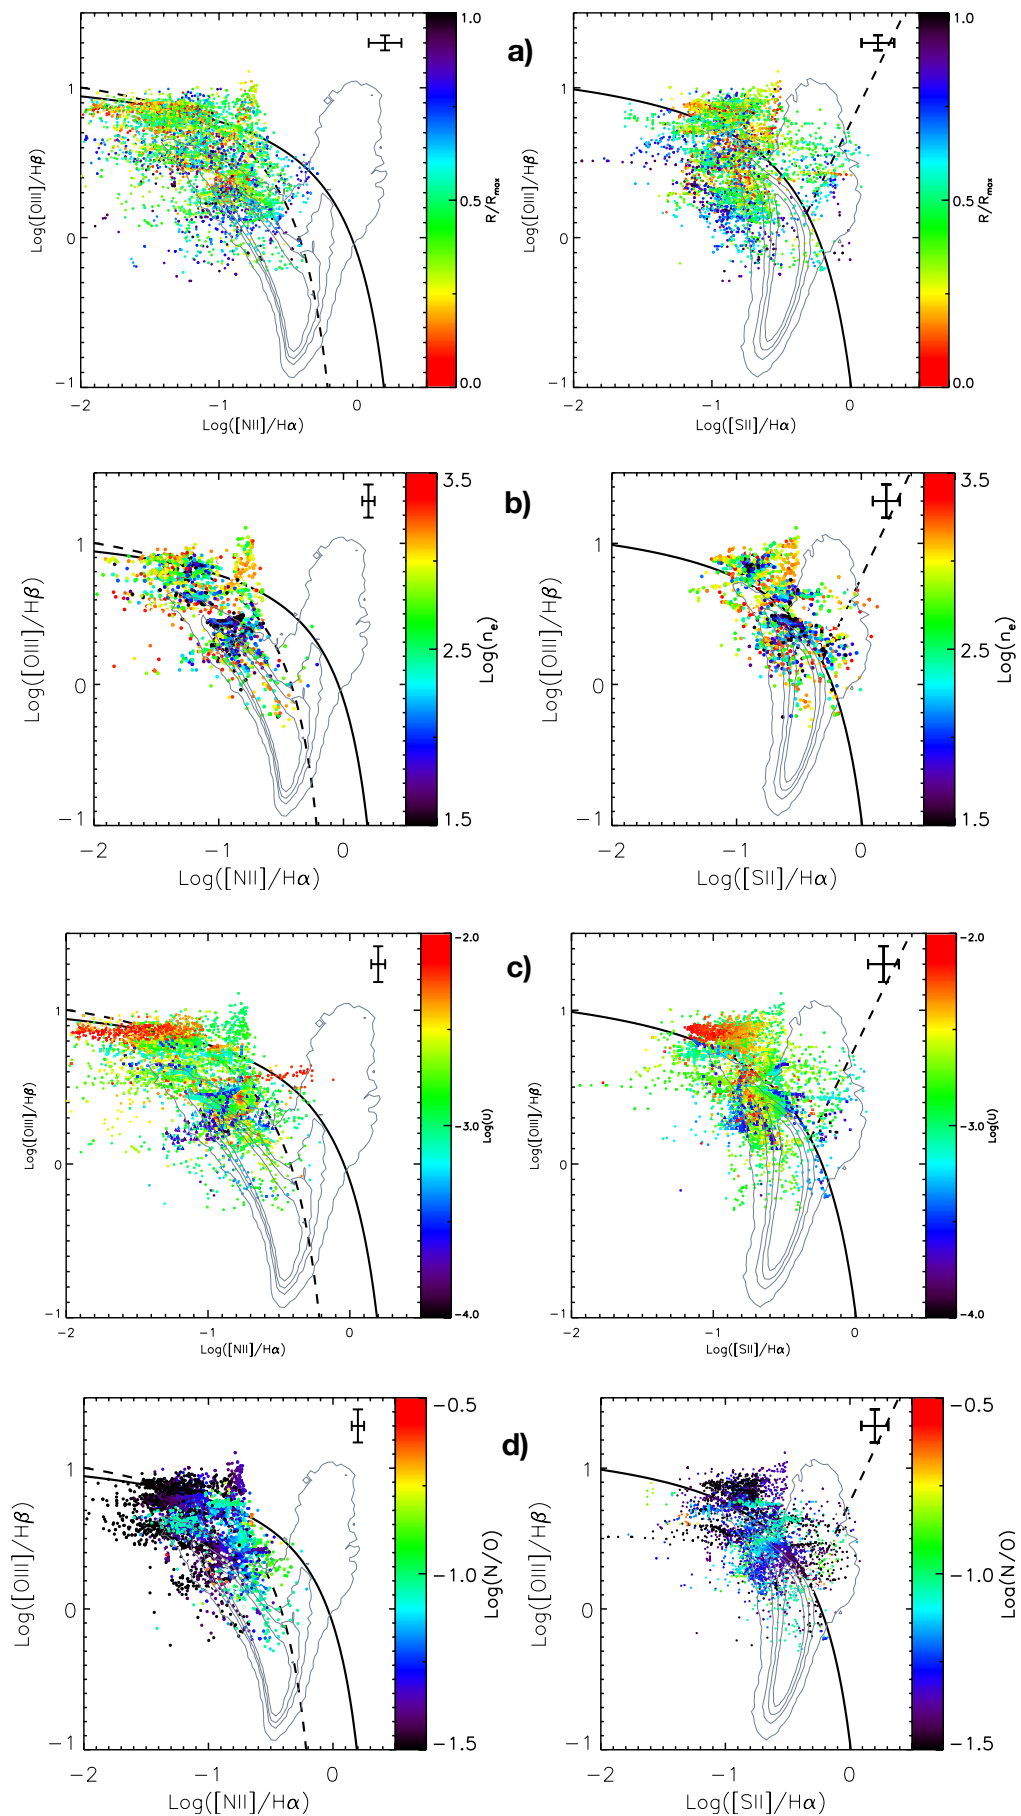 a)
1
0
−1
−2
−1
0
Log([OIII]/Hβ)
Log([NII]/Hα)
1.0
0.5
0.0
R/Rmax
1
0
−1
−2
−1
0
Log([OIII]/Hβ)
Log([SII]/Hα)
1.0
0.5
0.0
R/Rmax
b)
1
0
−1
−2
−1
0
Log([OIII]/Hβ)
Log([NII]/Hα)
3.5
2.5
1.5
Log(ne)
1
0
−1
−2
−1
0
Log([OIII]/Hβ)
Log([SII]/Hα)
3.5
2.5
1.5
Log(ne)
c)
1
0
−1
−2
−1
0
Log([OIII]/Hβ)
Log([NII]/Hα)
−2.0
−3.0
−4.0
Log(U)
1
0
−1
−2
−1
0
Log([OIII]/Hβ)
Log([SII]/Hα)
−2.0
−3.0
−4.0
Log(U)
d)
1
0
−1
−2
−1
0
Log([OIII]/Hβ)
Log([NII]/Hα)
−0.5
−1.0
−1.5
Log(N/O)
1
0
−1
−2
−1
0
Log([OIII]/Hβ)
Log([SII]/Hα)
−0.5
−1.0
−1.5
Log(N/O)